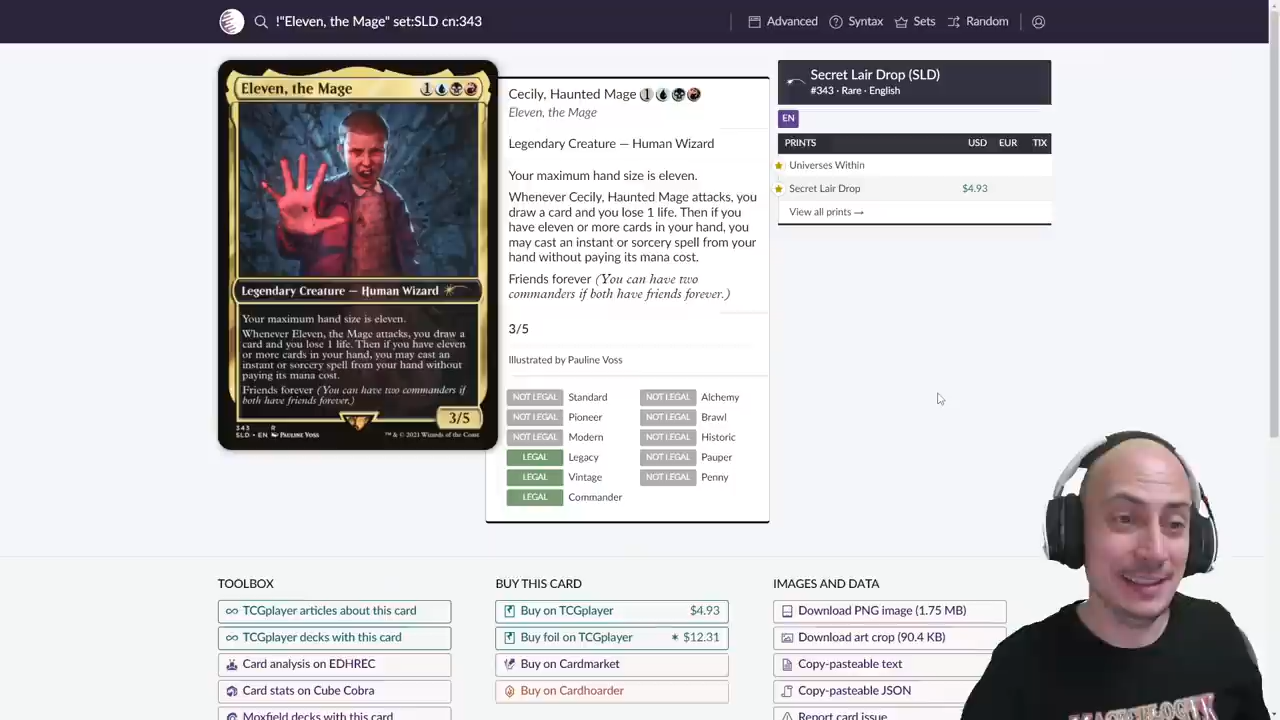 !"Eleven, the Mage" set:SLD cn:343
Advanced
Syntax
Sets
Random
Eleven, the Mage 1
Legendary Creature — Human Wizard
Your maximum hand size is eleven.
Whenever Eleven, the Mage attacks, you draw a
card and you lose 1 life. Then if you have eleven
or more cards in your hand, you may cast an
instant or sorcery spell from your hand without
paying its mana cost.
Friends forever (You can have two commanders if
both have friends forever.)
3/5
343 R
SLD • EN PAULINE VOSS
™ & © 2021 Wizards of the Coast
Cecily, Haunted Mage 1
Eleven, the Mage
Legendary Creature — Human Wizard
Your maximum hand size is eleven.
Whenever Cecily, Haunted Mage attacks, you
draw a card and you lose 1 life. Then if you
have eleven or more cards in your hand, you
may cast an instant or sorcery spell from your
hand without paying its mana cost.
Friends forever (You can have two
commanders if both have friends forever.)
3/5
Illustrated by Pauline Voss
NOT LEGAL Standard NOT LEGAL Alchemy
NOT LEGAL Pioneer NOT LEGAL Brawl
NOT LEGAL Modern NOT LEGAL Historic
LEGAL Legacy NOT LEGAL Pauper
LEGAL Vintage NOT LEGAL Penny
LEGAL Commander
Secret Lair Drop (SLD)
#343 · Rare · English
EN
PRINTS USD EUR TIX
Universes Within
Secret Lair Drop $4.93
View all prints →
TOOLBOX
TCGplayer articles about this card
TCGplayer decks with this card
Card analysis on EDHREC
Card stats on Cube Cobra
Moxfield decks with this card
BUY THIS CARD
Buy on TCGplayer $4.93
Buy foil on TCGplayer ✶ $12.31
Buy on Cardmarket
Buy on Cardhoarder
IMAGES AND DATA
Download PNG image (1.75 MB)
Download art crop (90.4 KB)
Copy-pasteable text
Copy-pasteable JSON
Report card issue